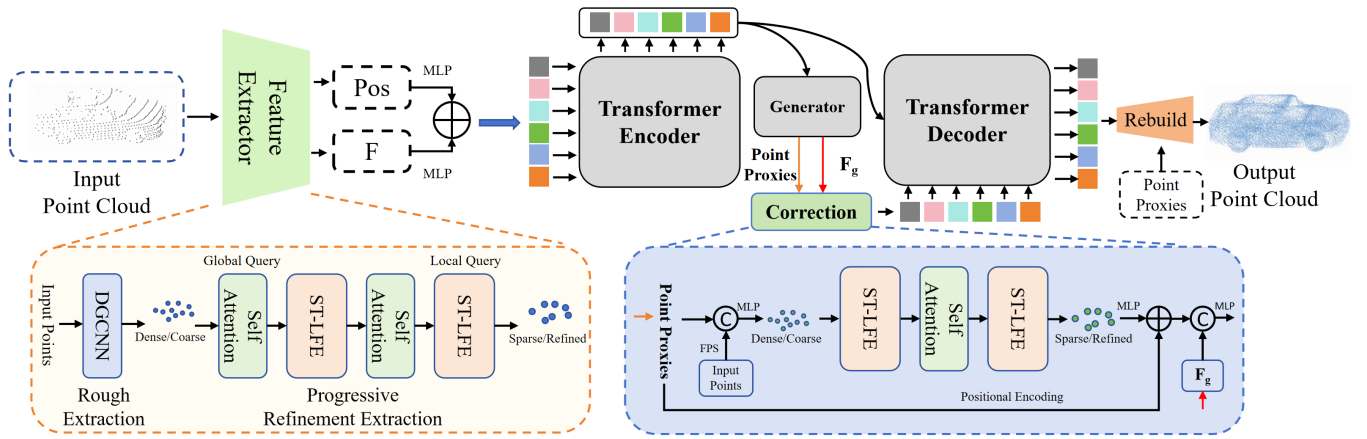 Input
Point Cloud
Feature
Extractor
Pos
F
MLP
MLP
Transformer
Encoder
Generator
Point
Proxies
F_g
Correction
Transformer
Decoder
Rebuild
Point
Proxies
Output
Point Cloud
Input Points
DGCNN
Rough
Extraction
Dense/Coarse
Global Query
Self
Attention
ST-LFE
Self
Attention
Local Query
ST-LFE
Sparse/Refined
Progressive
Refinement Extraction
Point Proxies
C
MLP
FPS
Input
Points
Dense/Coarse
ST-LFE
Self
Attention
ST-LFE
Sparse/Refined
MLP
C
MLP
F_g
Positional Encoding